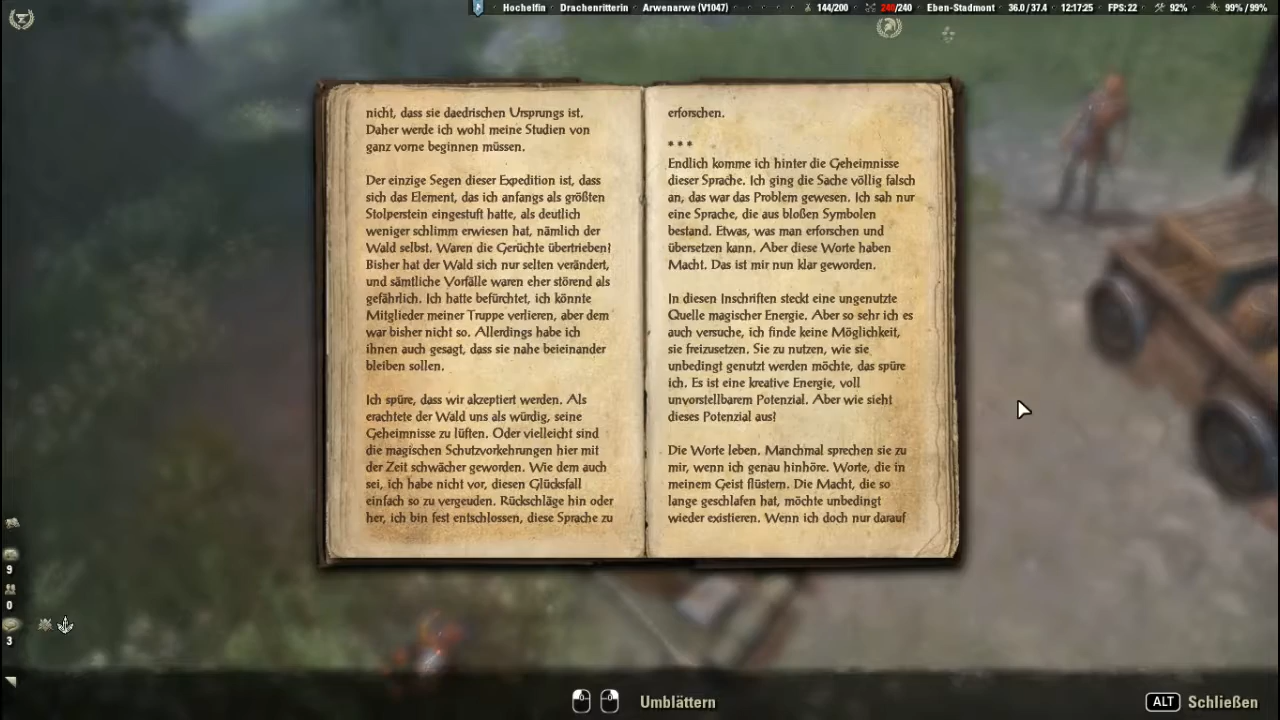 Hochelfin Drachenritterin Arwenarwe (V1047) 144/200 240/240 Eben-Stadmont 36.0 / 37.4 12:17:25 FPS: 22 92% 99% / 99%
nicht, dass sie daedrischen Ursprungs ist.
Daher werde ich wohl meine Studien von
ganz vorne beginnen müssen.
Der einzige Segen dieser Expedition ist, dass
sich das Element, das ich anfangs als größten
Stolperstein eingestuft hatte, als deutlich
weniger schlimm erwiesen hat, nämlich der
Wald selbst. Waren die Gerüchte übertrieben?
Bisher hat der Wald sich nur selten verändert,
und sämtliche Vorfälle waren eher störend als
gefährlich. Ich hatte befürchtet, ich könnte
Mitglieder meiner Truppe verlieren, aber dem
war bisher nicht so. Allerdings habe ich
ihnen auch gesagt, dass sie nahe beieinander
bleiben sollen.
Ich spüre, dass wir akzeptiert werden. Als
erachtete der Wald uns als würdig, seine
Geheimnisse zu lüften. Oder vielleicht sind
die magischen Schutzvorkehrungen hier mit
der Zeit schwächer geworden. Wie dem auch
sei, ich habe nicht vor, diesen Glücksfall
einfach so zu vergeuden. Rückschläge hin oder
her, ich bin fest entschlossen, diese Sprache zu
erforschen.
* * *
Endlich komme ich hinter die Geheimnisse
dieser Sprache. Ich ging die Sache völlig falsch
an, das war das Problem gewesen. Ich sah nur
eine Sprache, die aus bloßen Symbolen
bestand. Etwas, was man erforschen und
übersetzen kann. Aber diese Worte haben
Macht. Das ist mir nun klar geworden.
In diesen Inschriften steckt eine ungenutzte
Quelle magischer Energie. Aber so sehr ich es
auch versuche, ich finde keine Möglichkeit,
sie freizusetzen. Sie zu nutzen, wie sie
unbedingt genutzt werden möchte, das spüre
ich. Es ist eine kreative Energie, voll
unvorstellbarem Potenzial. Aber wie sieht
dieses Potenzial aus?
Die Worte leben. Manchmal sprechen sie zu
mir, wenn ich genau hinhöre. Worte, die in
meinem Geist flüstern. Die Macht, die so
lange geschlafen hat, möchte unbedingt
wieder existieren. Wenn ich doch nur darauf
9
0
3
Umblättern
ALT Schließen